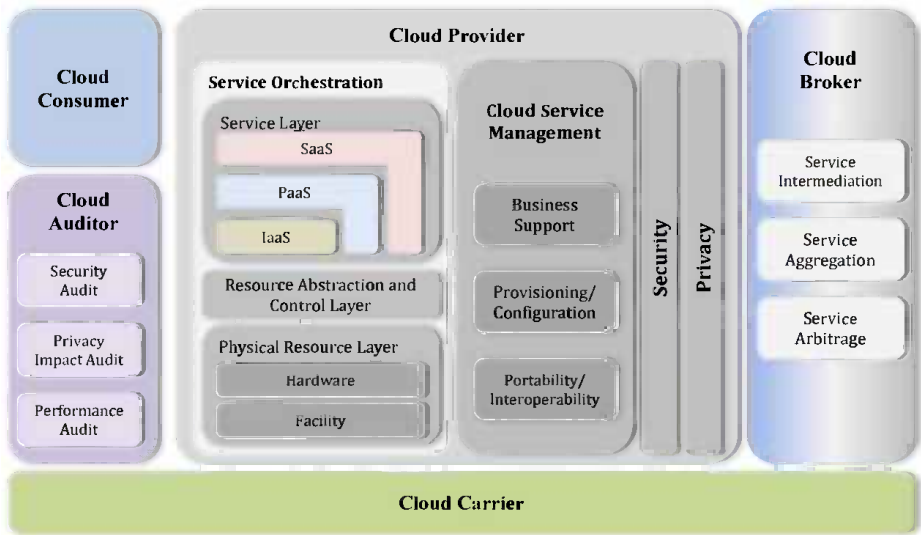 Cloud
Consumer
Cloud
Auditor
Security
Audit
Privacy
Impact Audit
Performance
Audit
Cloud Provider
Service Orchestration
Service Layer
SaaS
PaaS
IaaS
Resource Abstraction and
Control Layer
Physical Resource Layer
Hardware
Facility
Cloud Service
Management
Business
Support
Provisioning/
Configuration
Portability/
Interoperability
Security
Privacy
Cloud
Broker
Service
Intermediation
Service
Aggregation
Service
Arbitrage
Cloud Carrier